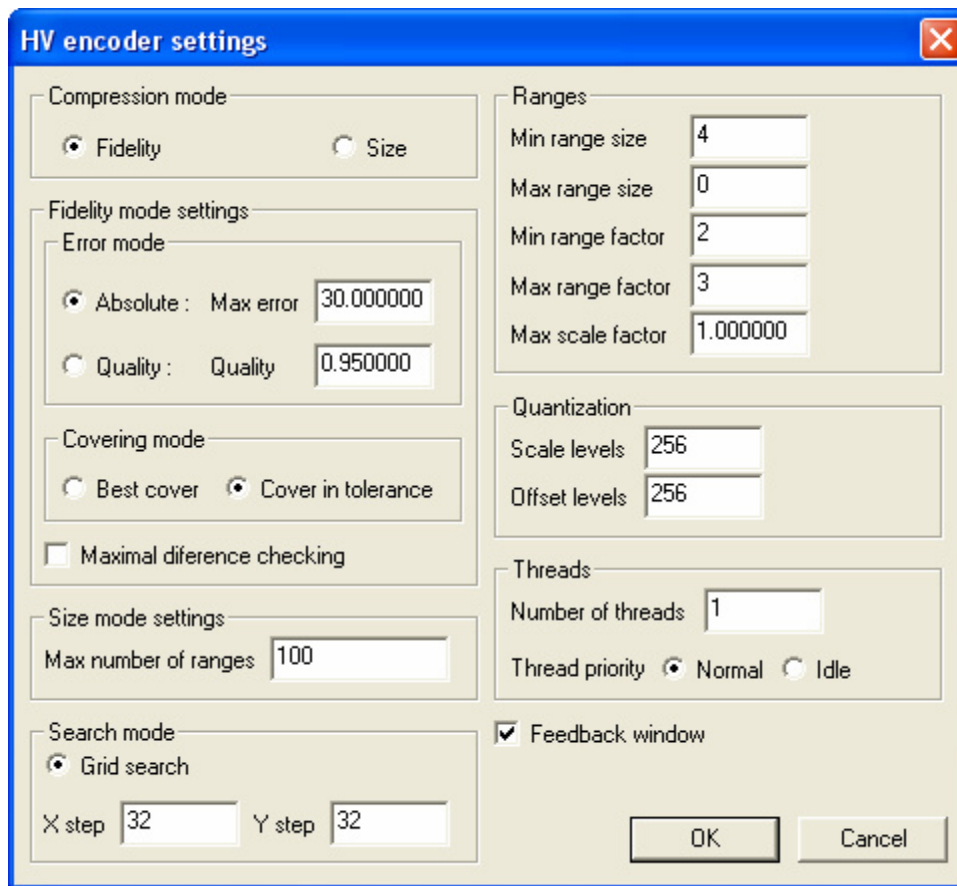 HV encoder settings
Compression mode
Fidelity
Size
Fidelity mode settings
Error mode
Absolute : Max error 30.000000
Quality : Quality 0.950000
Covering mode
Best cover
Cover in tolerance
Maximal diference checking
Size mode settings
Max number of ranges 100
Search mode
Grid search
X step 32 Y step 32
Ranges
Min range size 4
Max range size 0
Min range factor 2
Max range factor 3
Max scale factor 1.000000
Quantization
Scale levels 256
Offset levels 256
Threads
Number of threads 1
Thread priority Normal Idle
Feedback window
OK
Cancel